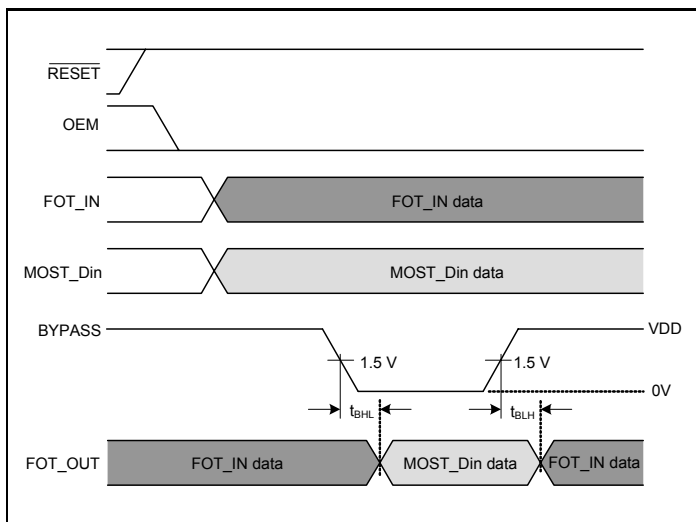 RESET
OEM
FOT_IN
FOT_IN data
MOST_Din
MOST_Din data
BYPASS
VDD
1.5 V
1.5 V
0V
tBHL
tBLH
FOT_OUT
FOT_IN data
MOST_Din data
FOT_IN data